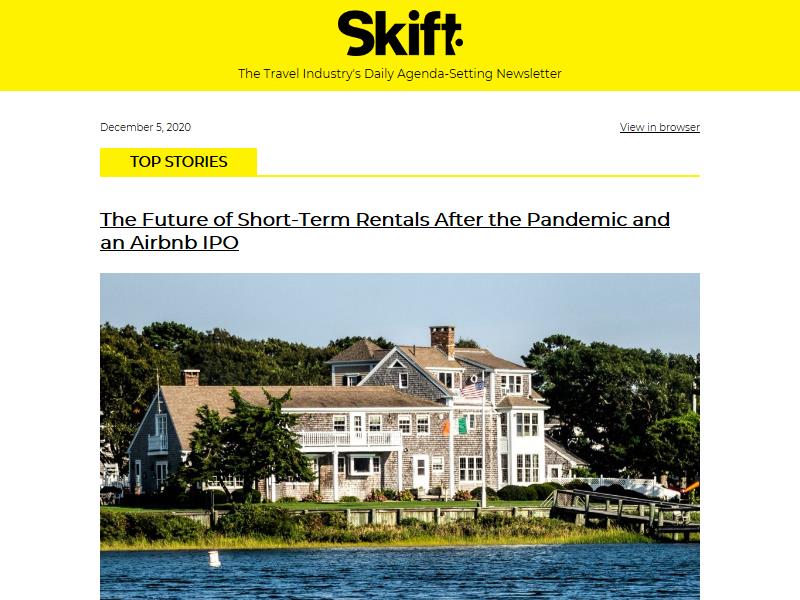 Skift
The Travel Industry's Daily Agenda-Setting Newsletter
December 5, 2020
View in browser
TOP STORIES
The Future of Short-Term Rentals After the Pandemic and
an Airbnb IPO